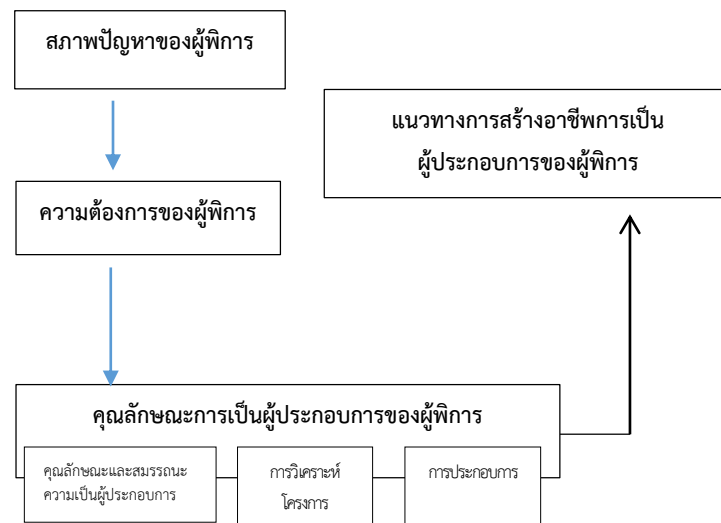 สภาพปัญหาของผู้พิการ
แนวทางการสร้างอาชีพการเป็น
ผู้ประกอบการของผู้พิการ
ความต้องการของผู้พิการ
คุณลักษณะการเป็นผู้ประกอบการของผู้พิการ
คุณลักษณะและสมรรถนะ
ความเป็นผู้ประกอบการ
การวิเคราะห์
โครงการ
การประกอบการ